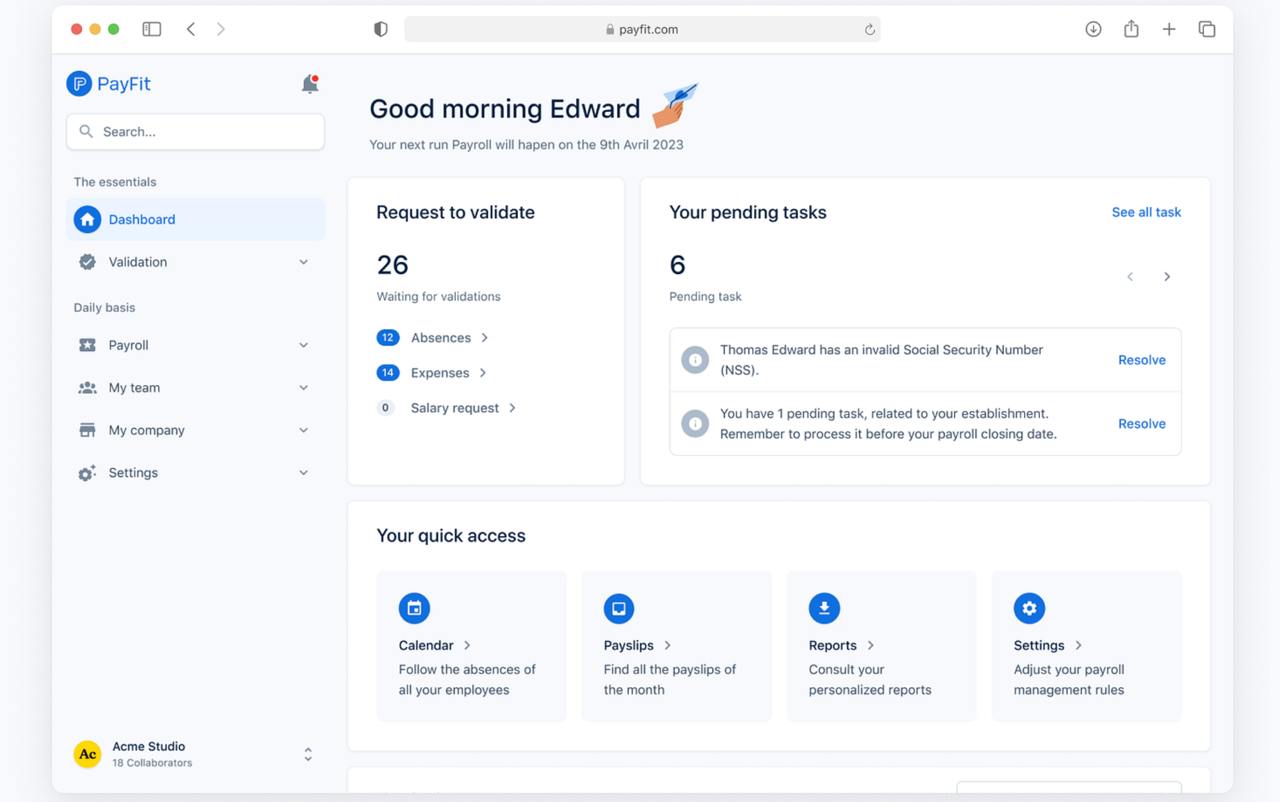 payfit.com
PayFit
Search...
The essentials
Dashboard
Validation
Daily basis
Payroll
My team
My company
Settings
Ac
Acme Studio
18 Collaborators
Good morning Edward
Your next run Payroll will hapen on the 9th Avril 2023
Request to validate
26
Waiting for validations
12 Absences
14 Expenses
0 Salary request
Your pending tasks
See all task
6
Pending task
Thomas Edward has an invalid Social Security Number
(NSS).
Resolve
You have 1 pending task, related to your establishment.
Remember to process it before your payroll closing date.
Resolve
Your quick access
Calendar
Follow the absences of
all your employees
Payslips
Find all the payslips of
the month
Reports
Consult your
personalized reports
Settings
Adjust your payroll
management rules